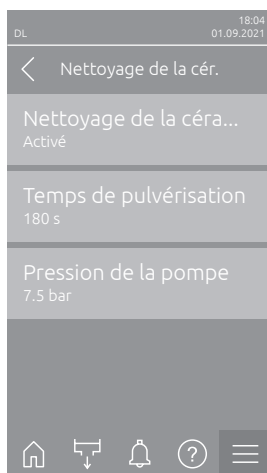 18:04
DL 01.09.2021
Nettoyage de la cér.
Nettoyage de la céra...
Activé
Temps de pulvérisation
180 s
Pression de la pompe
7.5 bar
?